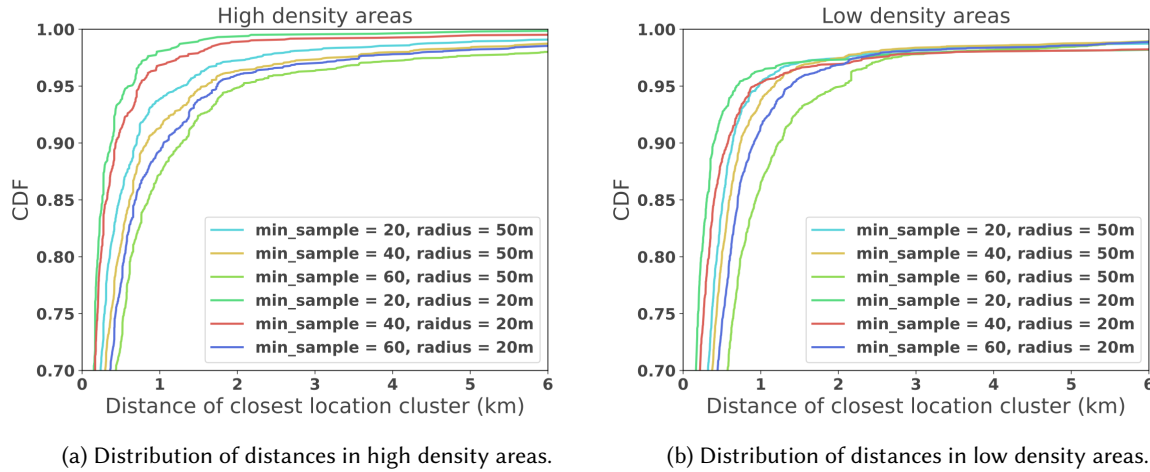 High density areas
1.00
0.95
0.90
0.85
0.80
0.75
0.70
CDF
min_sample = 20, radius = 50m
min_sample = 40, radius = 50m
min_sample = 60, radius = 50m
min_sample = 20, radius = 20m
min_sample = 40, raidus = 20m
min_sample = 60, radius = 20m
0 1 2 3 4 5 6
Distance of closest location cluster (km)
(a) Distribution of distances in high density areas.
Low density areas
1.00
0.95
0.90
0.85
0.80
0.75
0.70
CDF
min_sample = 20, radius = 50m
min_sample = 40, radius = 50m
min_sample = 60, radius = 50m
min_sample = 20, radius = 20m
min_sample = 40, raidus = 20m
min_sample = 60, radius = 20m
0 1 2 3 4 5 6
Distance of closest location cluster (km)
(b) Distribution of distances in low density areas.